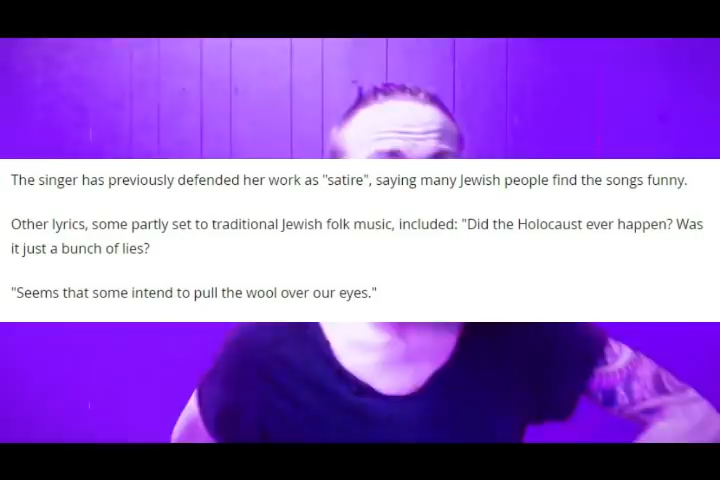 The singer has previously defended her work as "satire", saying many Jewish people find the songs funny.
Other lyrics, some partly set to traditional Jewish folk music, included: "Did the Holocaust ever happen? Was
it just a bunch of lies?
"Seems that some intend to pull the wool over our eyes."